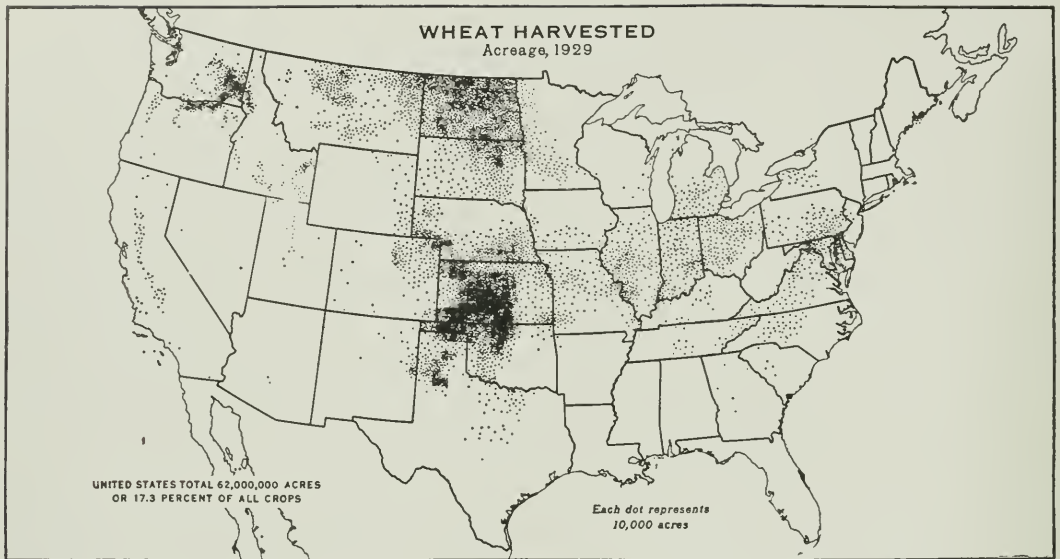 WHEAT HARVESTED
Acreage, 1929
UNITED STATES TOTAL 62,000,000 ACRES
OR 17.3 PERCENT OF ALL CROPS
Each dot represents
10,000 acres